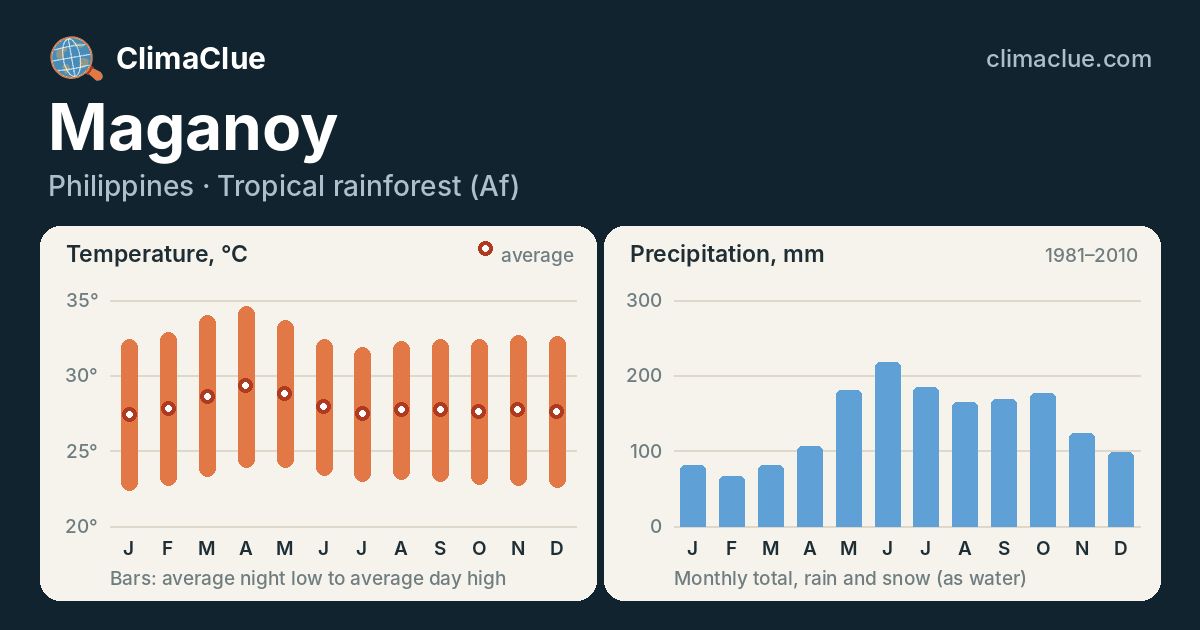 ClimaClue
climaclue.com
Maganoy
Philippines · Tropical rainforest (Af)
Temperature, °C
average
35°
30°
25°
20°
J F M A M J J A S O N D
Bars: average night low to average day high
Precipitation, mm
1981–2010
300
200
100
0
J F M A M J J A S O N D
Monthly total, rain and snow (as water)